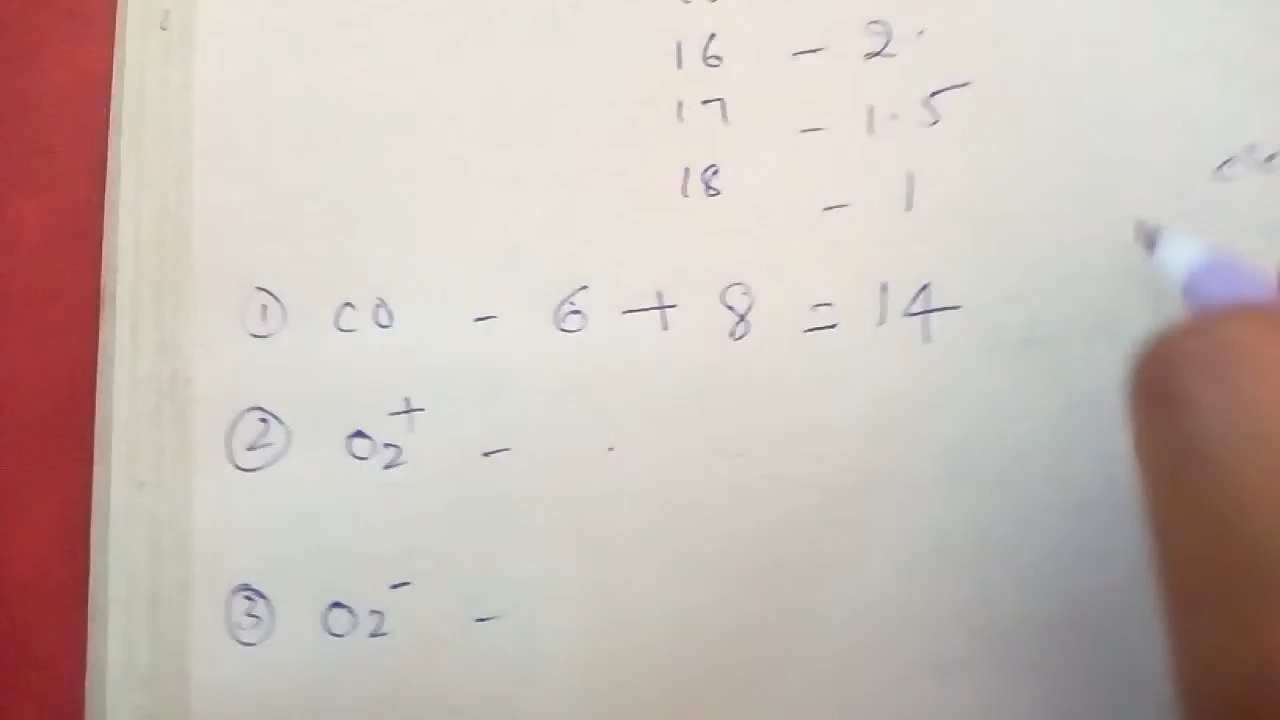 16 - 2.
17 - 1.5
18 - 1
① CO - 6 + 8 = 14
② O₂⁺ - .
③ O₂⁻ -